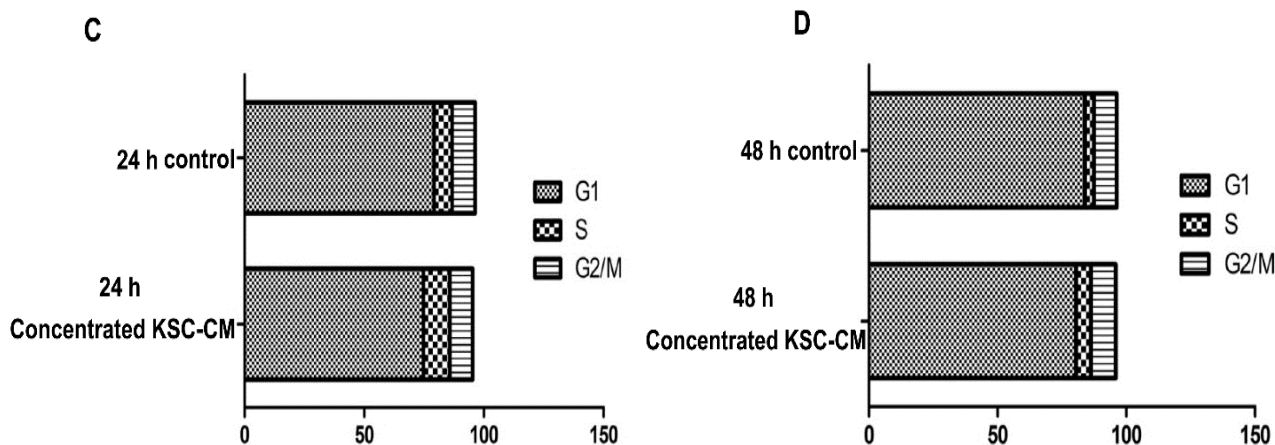 C
24 h control
24 h
Concentrated KSC-CM
0 50 100 150
G1
S
G2/M
D
48 h control
48 h
Concentrated KSC-CM
0 50 100 150
G1
S
G2/M